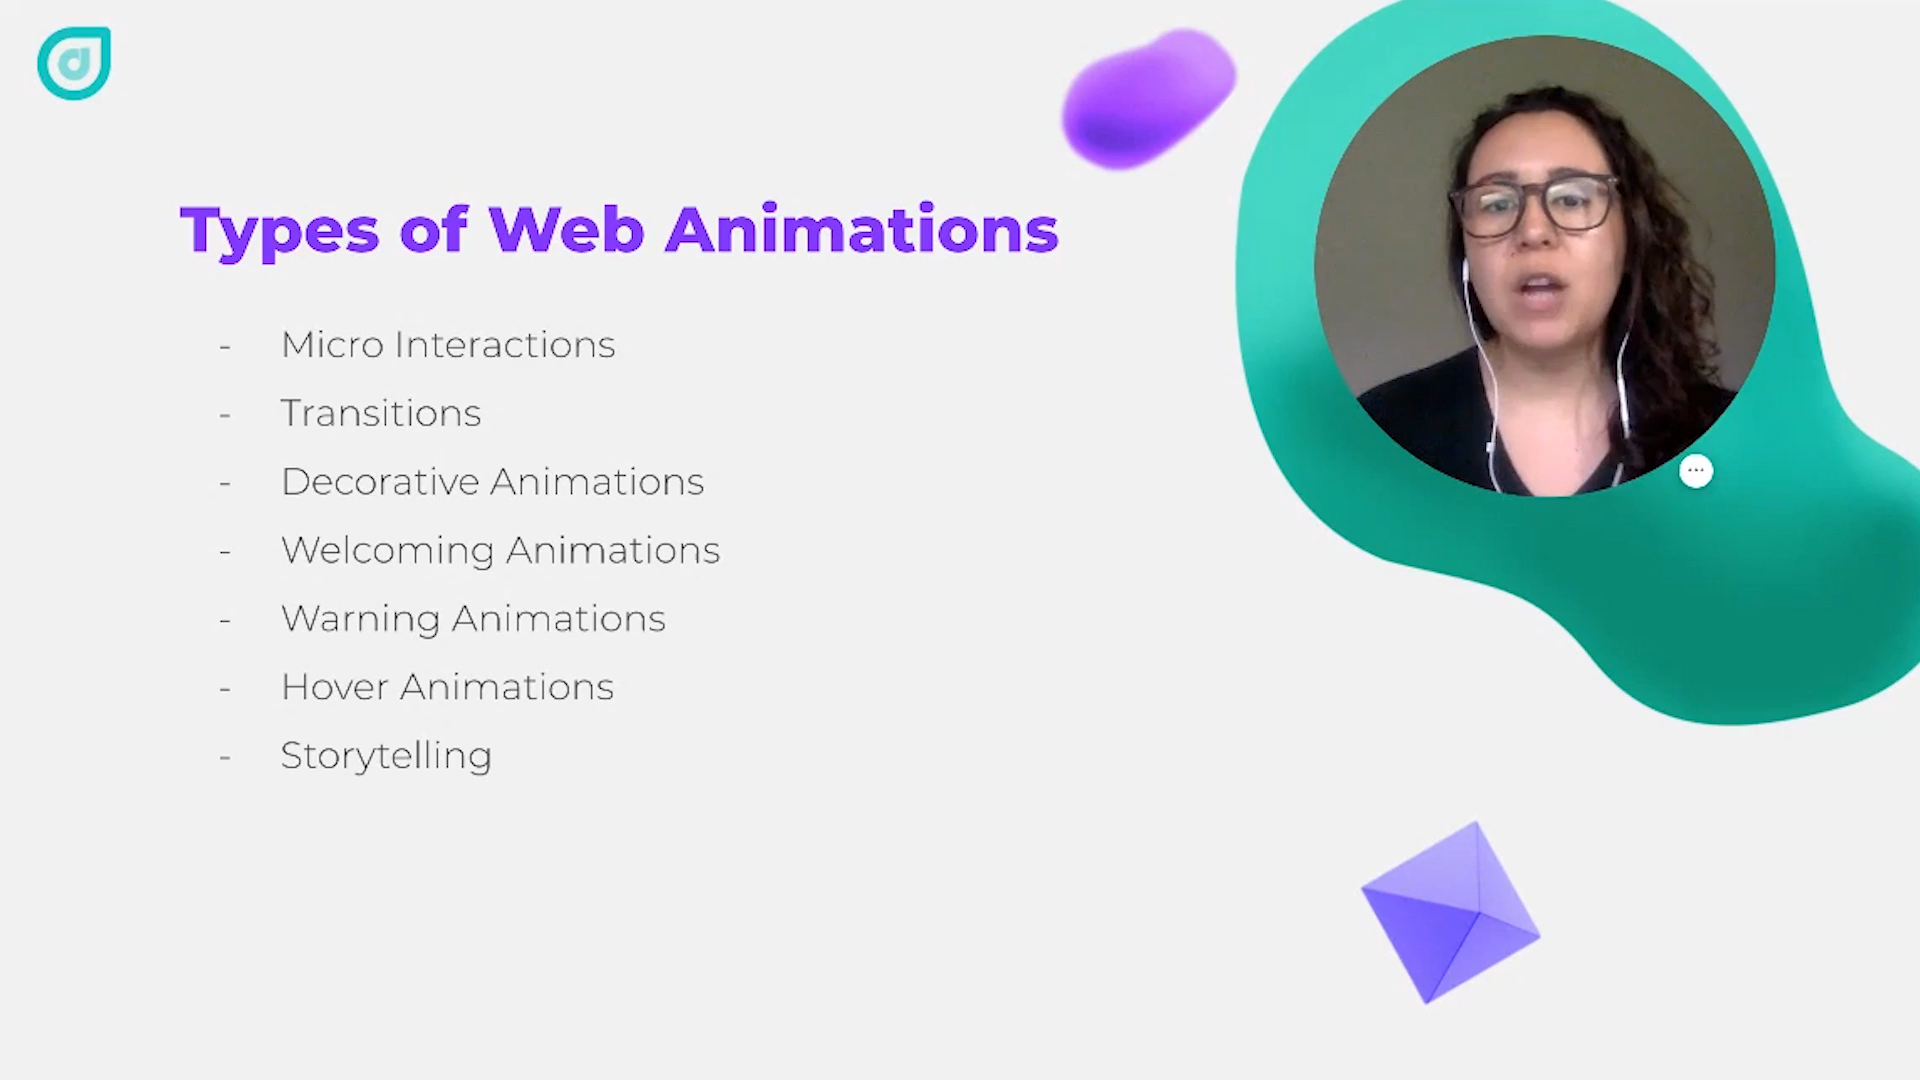 Types of Web Animations
- Micro Interactions
- Transitions
- Decorative Animations
- Welcoming Animations
- Warning Animations
- Hover Animations
- Storytelling